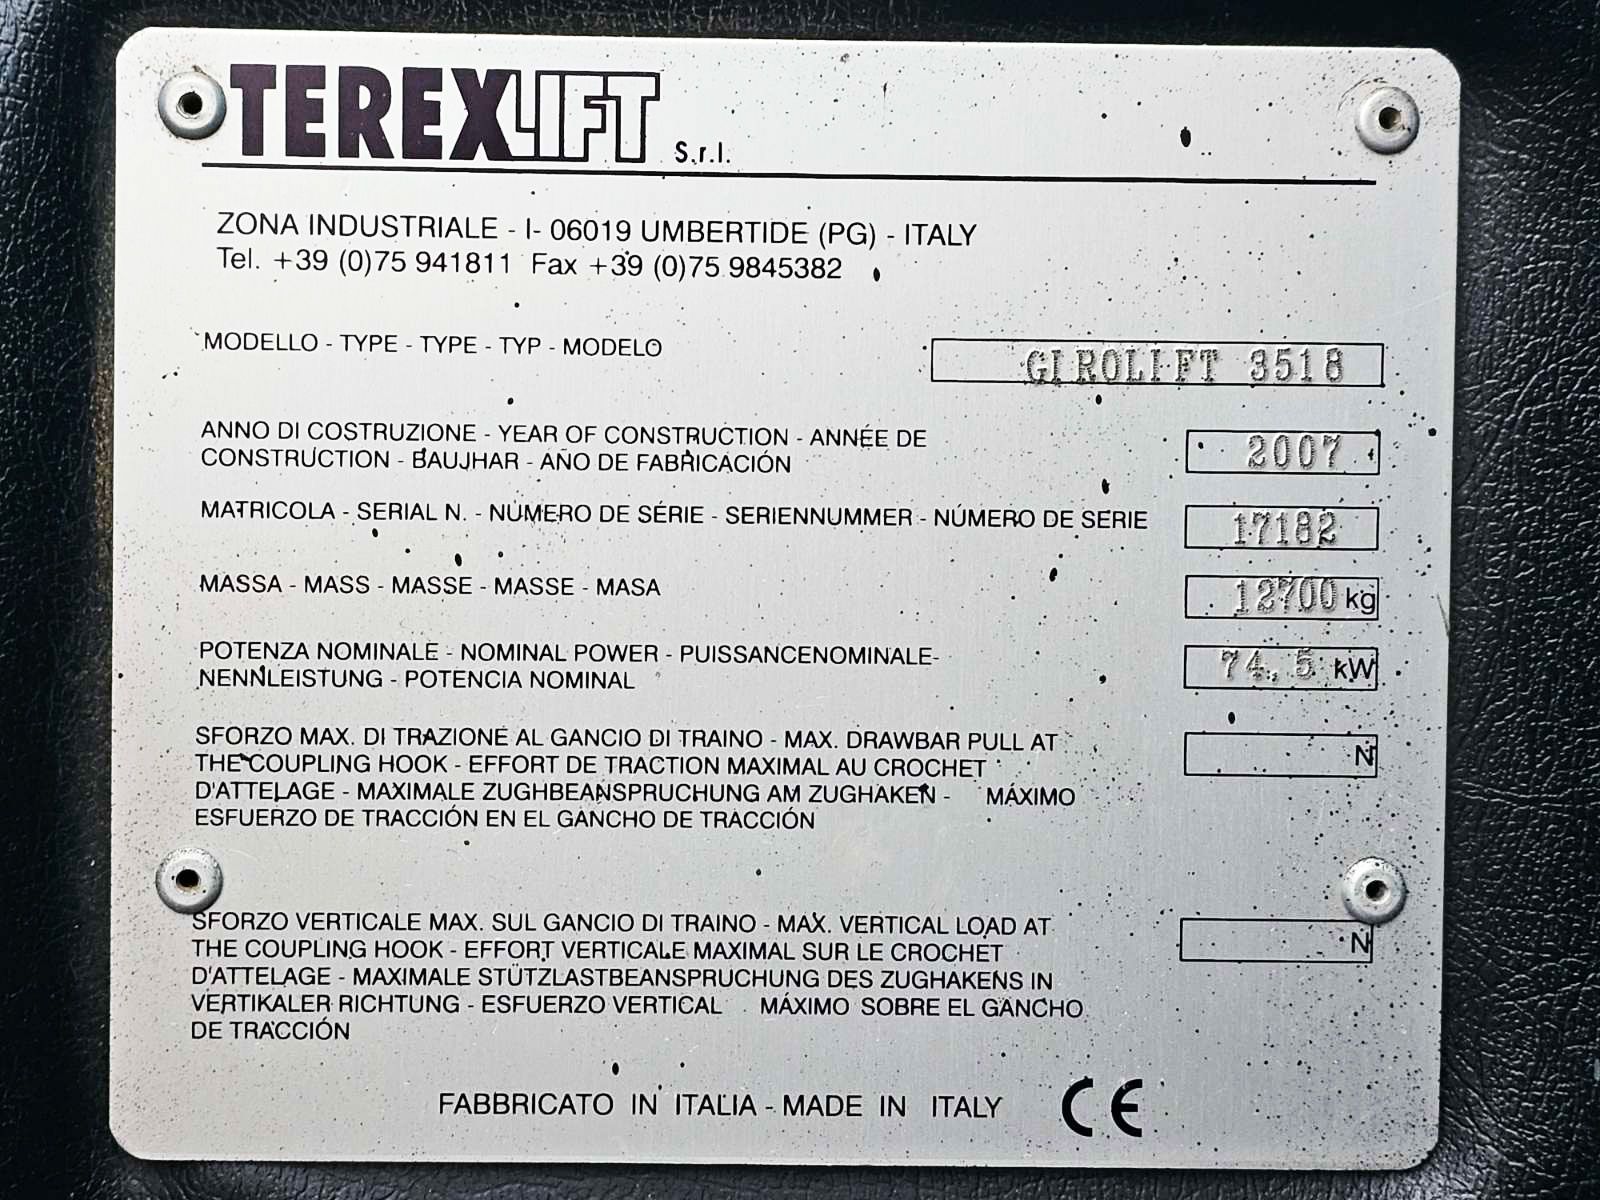 TEREXLIFT S.r.l.
ZONA INDUSTRIALE - I- 06019 UMBERTIDE (PG) - ITALY
Tel. +39 (0)75 941811 Fax +39 (0)75 9845382
MODELLO - TYPE - TYPE - TYP - MODELO GIROLIFT 3518
ANNO DI COSTRUZIONE - YEAR OF CONSTRUCTION - ANNÉE DE
CONSTRUCTION - BAUJHAR - AÑO DE FABRICACIÓN 2007
MATRICOLA - SERIAL N. - NUMERO DE SÉRIE - SERIENNUMMER - NÚMERO DE SERIE 17182
MASSA - MASS - MASSE - MASSE - MASA 12700 kg
POTENZA NOMINALE - NOMINAL POWER - PUISSANCENOMINALE-
NENNLEISTUNG - POTENCIA NOMINAL 74,5 kW
SFORZO MAX. DI TRAZIONE AL GANCIO DI TRAINO - MAX. DRAWBAR PULL AT N
THE COUPLING HOOK - EFFORT DE TRACTION MAXIMAL AU CROCHET
D'ATTELAGE - MAXIMALE ZUGHBEANSPRUCHUNG AM ZUGHAKEN - MÁXIMO
ESFUERZO DE TRACCIÓN EN EL GANCHO DE TRACCIÓN
SFORZO VERTICALE MAX. SUL GANCIO DI TRAINO - MAX. VERTICAL LOAD AT N
THE COUPLING HOOK - EFFORT VERTICALE MAXIMAL SUR LE CROCHET
D'ATTELAGE - MAXIMALE STÜTZLASTBEANSPRUCHUNG DES ZUGHAKENS IN
VERTIKALER RICHTUNG - ESFUERZO VERTICAL MÁXIMO SOBRE EL GANCHO
DE TRACCIÓN
FABBRICATO IN ITALIA - MADE IN ITALY CE